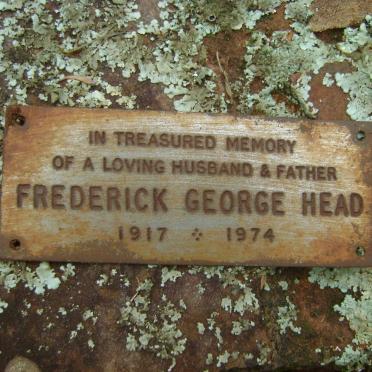 IN TREASURED MEMORY
OF A LOVING HUSBAND & FATHER
FREDERICK GEORGE HEAD
1917 ❖ 1974